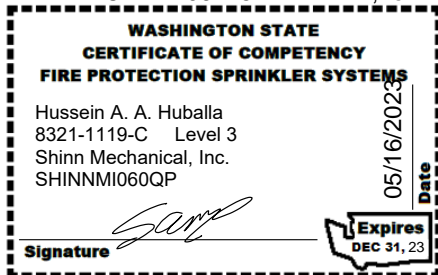 WASHINGTON STATE
CERTIFICATE OF COMPETENCY
FIRE PROTECTION SPRINKLER SYSTEMS
Hussein A. A. Huballa
8321-1119-C Level 3
Shinn Mechanical, Inc.
SHINNMI060QP
05/16/2023
Date
Signature
Expires
DEC 31, 23